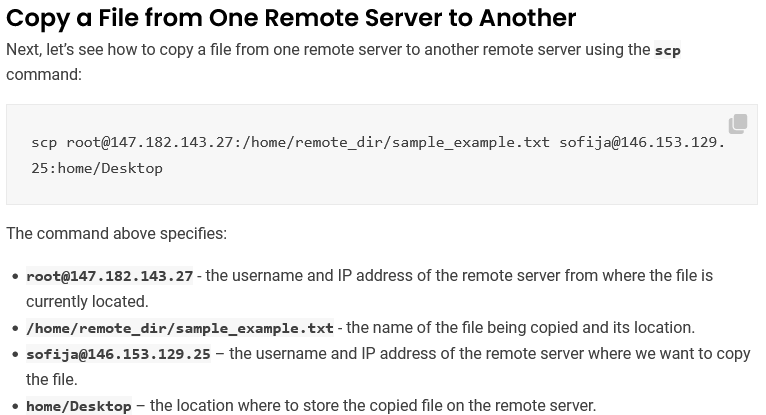 Copy a File from One Remote Server to Another
Next, let’s see how to copy a file from one remote server to another remote server using the scp
command:
scp root@147.182.143.27:/home/remote_dir/sample_example.txt sofija@146.153.129.
25:home/Desktop
The command above specifies:
• root@147.182.143.27 - the username and IP address of the remote server from where the file is
currently located.
• /home/remote_dir/sample_example.txt - the name of the file being copied and its location.
• sofija@146.153.129.25 – the username and IP address of the remote server where we want to copy
the file.
• home/Desktop – the location where to store the copied file on the remote server.